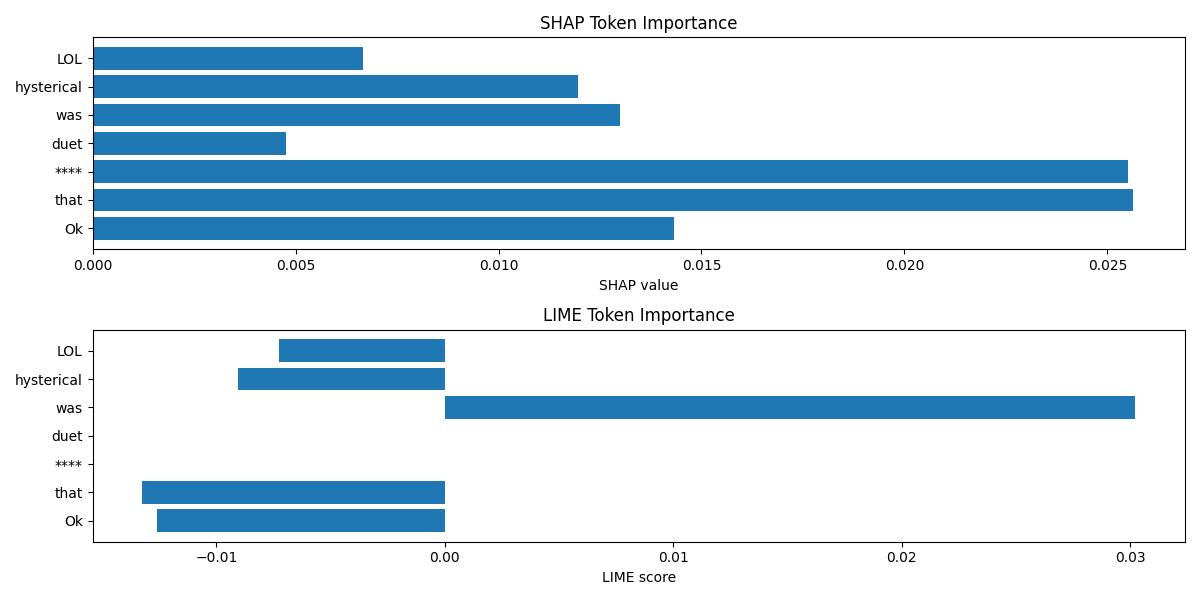 SHAP Token Importance
LOL
hysterical
was
duet
****
that
Ok
0.000 0.005 0.010 0.015 0.020 0.025
SHAP value
LIME Token Importance
LOL
hysterical
was
duet
****
that
Ok
−0.01 0.00 0.01 0.02 0.03
LIME score